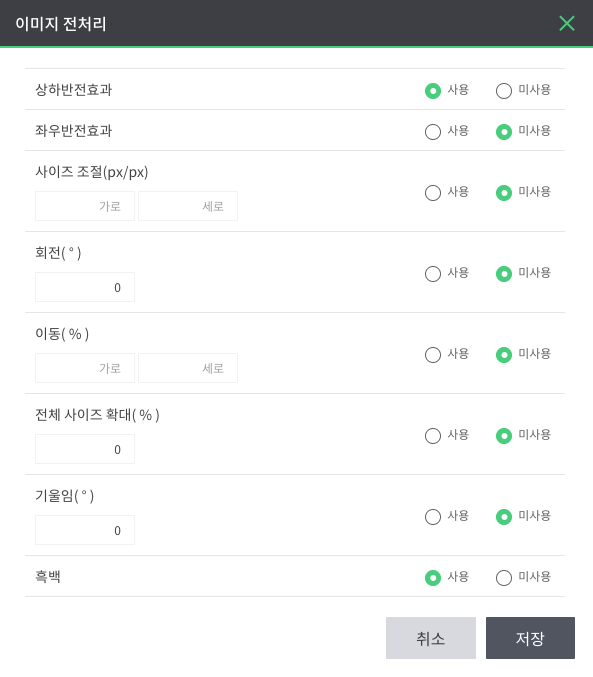 이미지 전처리
상하반전효과 사용 미사용
좌우반전효과 사용 미사용
사이즈 조절(px/px)
가로 세로 사용 미사용
회전( ° )
0 사용 미사용
이동( % )
가로 세로 사용 미사용
전체 사이즈 확대( % )
0 사용 미사용
기울임( ° )
0 사용 미사용
흑백 사용 미사용
취소 저장